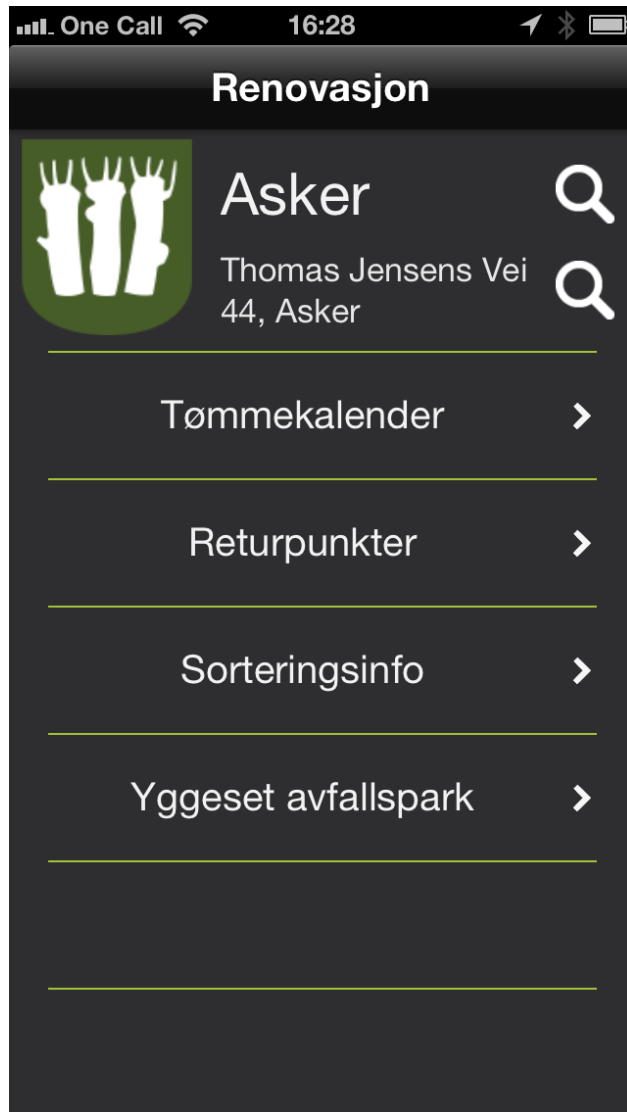 One Call 16:28
Renovasjon
Asker
Thomas Jensens Vei
44, Asker
Tømmekalender
Returpunkter
Sorteringsinfo
Yggeset avfallspark